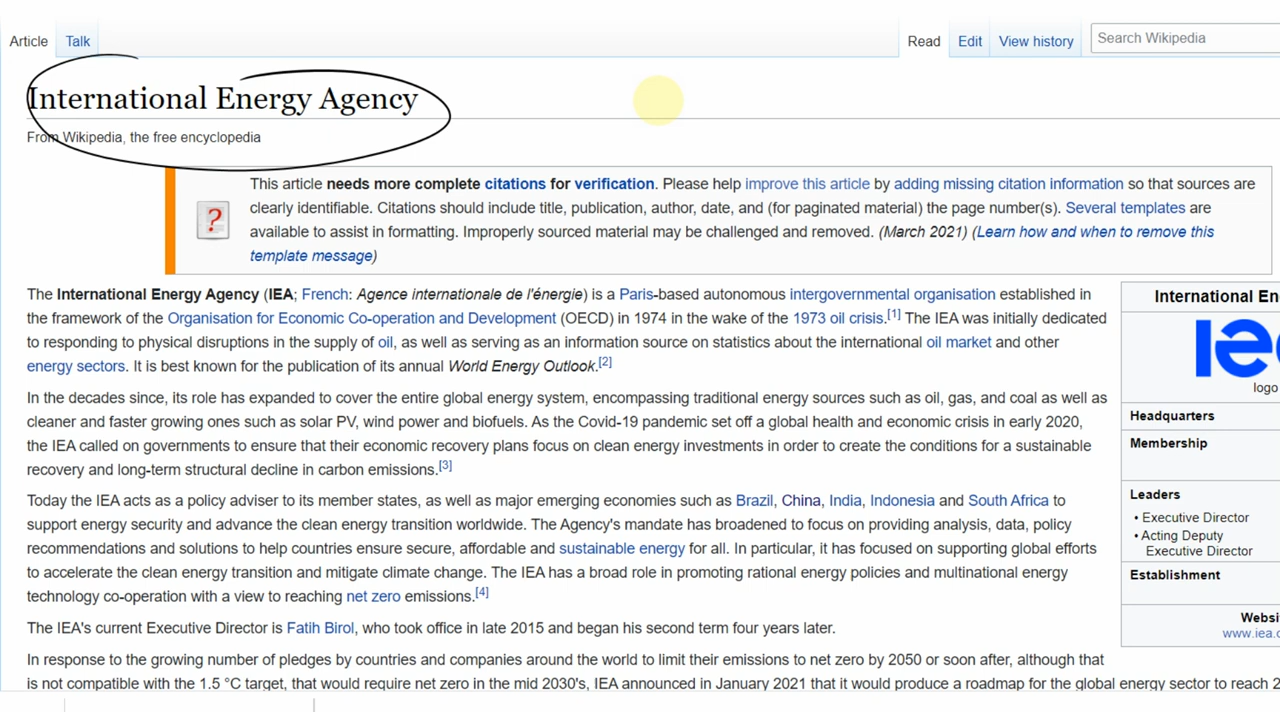 Article Talk Read Edit View history Search Wikipedia
International Energy Agency
From Wikipedia, the free encyclopedia
This article needs more complete citations for verification. Please help improve this article by adding missing citation information so that sources are
clearly identifiable. Citations should include title, publication, author, date, and (for paginated material) the page number(s). Several templates are
available to assist in formatting. Improperly sourced material may be challenged and removed. (March 2021) (Learn how and when to remove this
template message)
The International Energy Agency (IEA; French: Agence internationale de l'énergie) is a Paris-based autonomous intergovernmental organisation established in
the framework of the Organisation for Economic Co-operation and Development (OECD) in 1974 in the wake of the 1973 oil crisis.[1] The IEA was initially dedicated
to responding to physical disruptions in the supply of oil, as well as serving as an information source on statistics about the international oil market and other
energy sectors. It is best known for the publication of its annual World Energy Outlook.[2]
In the decades since, its role has expanded to cover the entire global energy system, encompassing traditional energy sources such as oil, gas, and coal as well as
cleaner and faster growing ones such as solar PV, wind power and biofuels. As the Covid-19 pandemic set off a global health and economic crisis in early 2020,
the IEA called on governments to ensure that their economic recovery plans focus on clean energy investments in order to create the conditions for a sustainable
recovery and long-term structural decline in carbon emissions.[3]
Today the IEA acts as a policy adviser to its member states, as well as major emerging economies such as Brazil, China, India, Indonesia and South Africa to
support energy security and advance the clean energy transition worldwide. The Agency's mandate has broadened to focus on providing analysis, data, policy
recommendations and solutions to help countries ensure secure, affordable and sustainable energy for all. In particular, it has focused on supporting global efforts
to accelerate the clean energy transition and mitigate climate change. The IEA has a broad role in promoting rational energy policies and multinational energy
technology co-operation with a view to reaching net zero emissions.[4]
The IEA's current Executive Director is Fatih Birol, who took office in late 2015 and began his second term four years later.
In response to the growing number of pledges by countries and companies around the world to limit their emissions to net zero by 2050 or soon after, although that
is not compatible with the 1.5 °C target, that would require net zero in the mid 2030's, IEA announced in January 2021 that it would produce a roadmap for the global energy sector to reach 2
International En
ie
logo
Headquarters
Membership
Leaders
• Executive Director
• Acting Deputy
Executive Director
Establishment
Websi
www.iea.